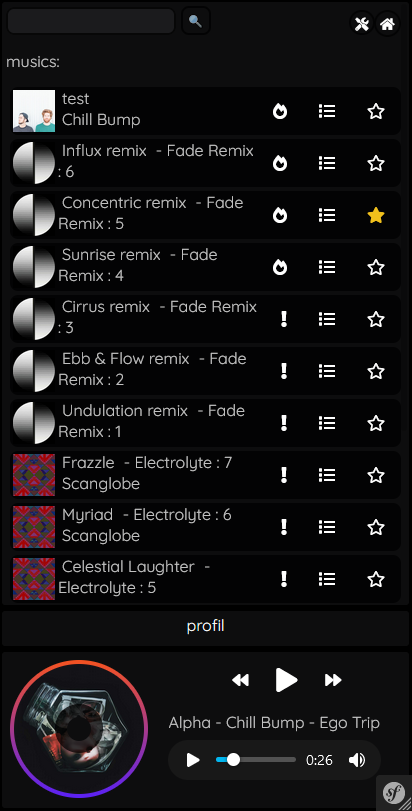 musics:
test
Chill Bump
Influx remix - Fade Remix
: 6
Concentric remix - Fade
Remix : 5
Sunrise remix - Fade
Remix : 4
Cirrus remix - Fade Remix
: 3
Ebb & Flow remix - Fade
Remix : 2
Undulation remix - Fade
Remix : 1
Frazzle - Electrolyte : 7
Scanglobe
Myriad - Electrolyte : 6
Scanglobe
Celestial Laughter -
Electrolyte : 5
profil
Alpha - Chill Bump - Ego Trip
0:26
sf